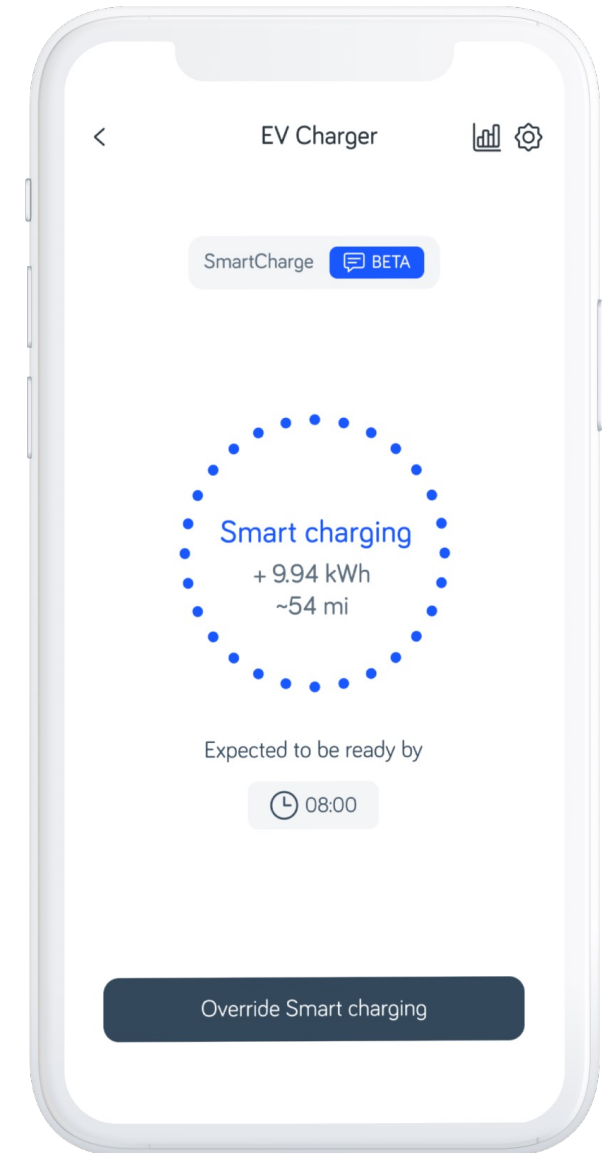 EV Charger
SmartCharge BETA
Smart charging
+ 9.94 kWh
~54 mi
Expected to be ready by
08:00
Override Smart charging